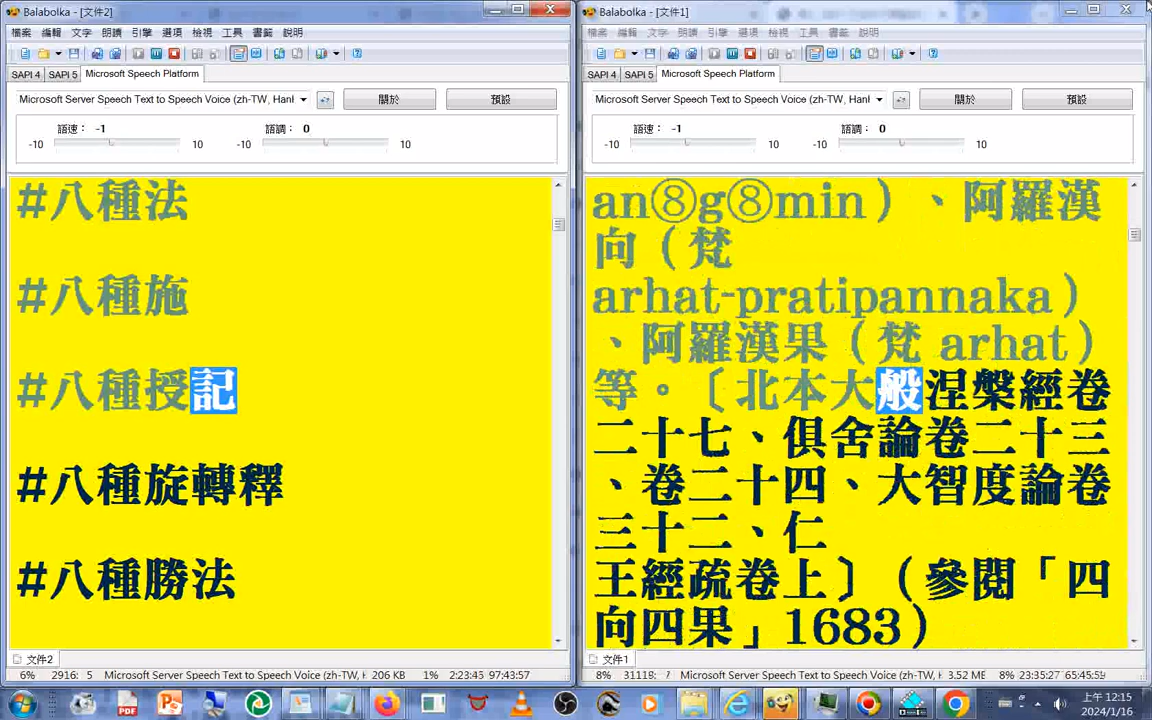 Balabolka - [文件2]
檔案 編輯 文字 朗讀 引擎 選項 檢視 工具 書籤 說明
SAPI 4 SAPI 5 Microsoft Speech Platform
Microsoft Server Speech Text to Speech Voice (zh-TW, Hanl
關於 預設
語速： -1 語調： 0
-10 10 -10 10
#八種法
#八種施
#八種授記
#八種旋轉釋
#八種勝法
文件2
6% 2916: 5 Microsoft Server Speech Text to Speech Voice (zh-TW, H 206 KB 1% 2:23:45 97:43:57
Balabolka - [文件1]
檔案 編輯 文字 朗讀 引擎 選項 檢視 工具 書籤 說明
SAPI 4 SAPI 5 Microsoft Speech Platform
Microsoft Server Speech Text to Speech Voice (zh-TW, Hanl
關於 預設
語速： -1 語調： 0
-10 10 -10 10
an⑧g⑧min）、阿羅漢
向（梵
arhat-pratipannaka）
、阿羅漢果（梵 arhat）
等。〔北本大般涅槃經卷
二十七、俱舍論卷二十三
、卷二十四、大智度論卷
三十二、仁
王經疏卷上〕（參閱「四
向四果」1683）
文件1
8% 31118: 7 Microsoft Server Speech Text to Speech Voice (zh-TW, H 3.52 MB 8% 23:35:27 65:45:59
上午 12:15
2024/1/16